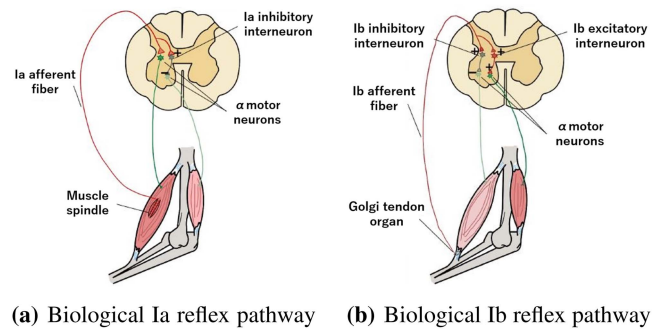 Ia inhibitory
interneuron
Ia afferent
fiber
α motor
neurons
Muscle
spindle
(a) Biological Ia reflex pathway
Ib inhibitory
interneuron
Ib excitatory
interneuron
Ib afferent
fiber
α motor
neurons
Golgi tendon
organ
(b) Biological Ib reflex pathway